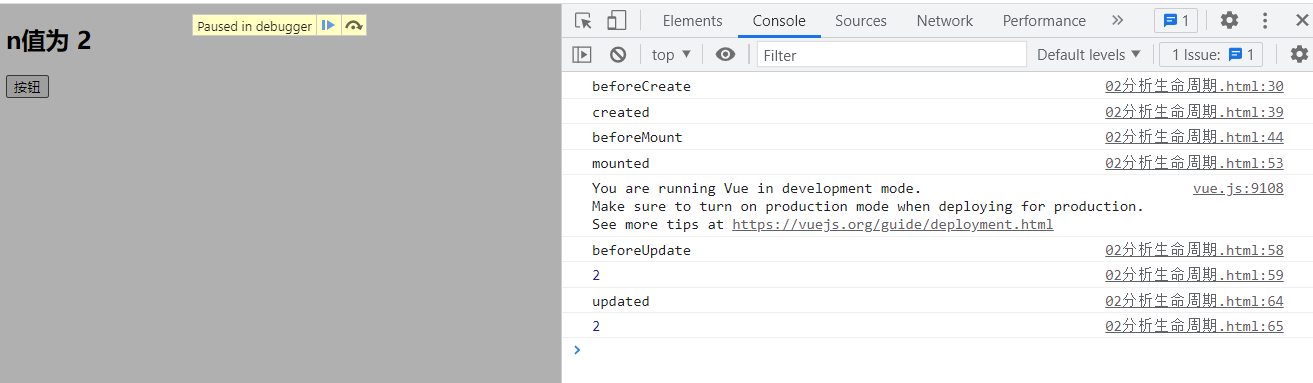 Paused in debugger
n值为 2
按钮
Elements Console Sources Network Performance 1
top Filter Default levels 1 Issue: 1
beforeCreate 02分析生命周期.html:30
created 02分析生命周期.html:39
beforeMount 02分析生命周期.html:44
mounted 02分析生命周期.html:53
You are running Vue in development mode. vue.js:9108
Make sure to turn on production mode when deploying for production.
See more tips at https://vuejs.org/guide/deployment.html
beforeUpdate 02分析生命周期.html:58
2 02分析生命周期.html:59
updated 02分析生命周期.html:64
2 02分析生命周期.html:65